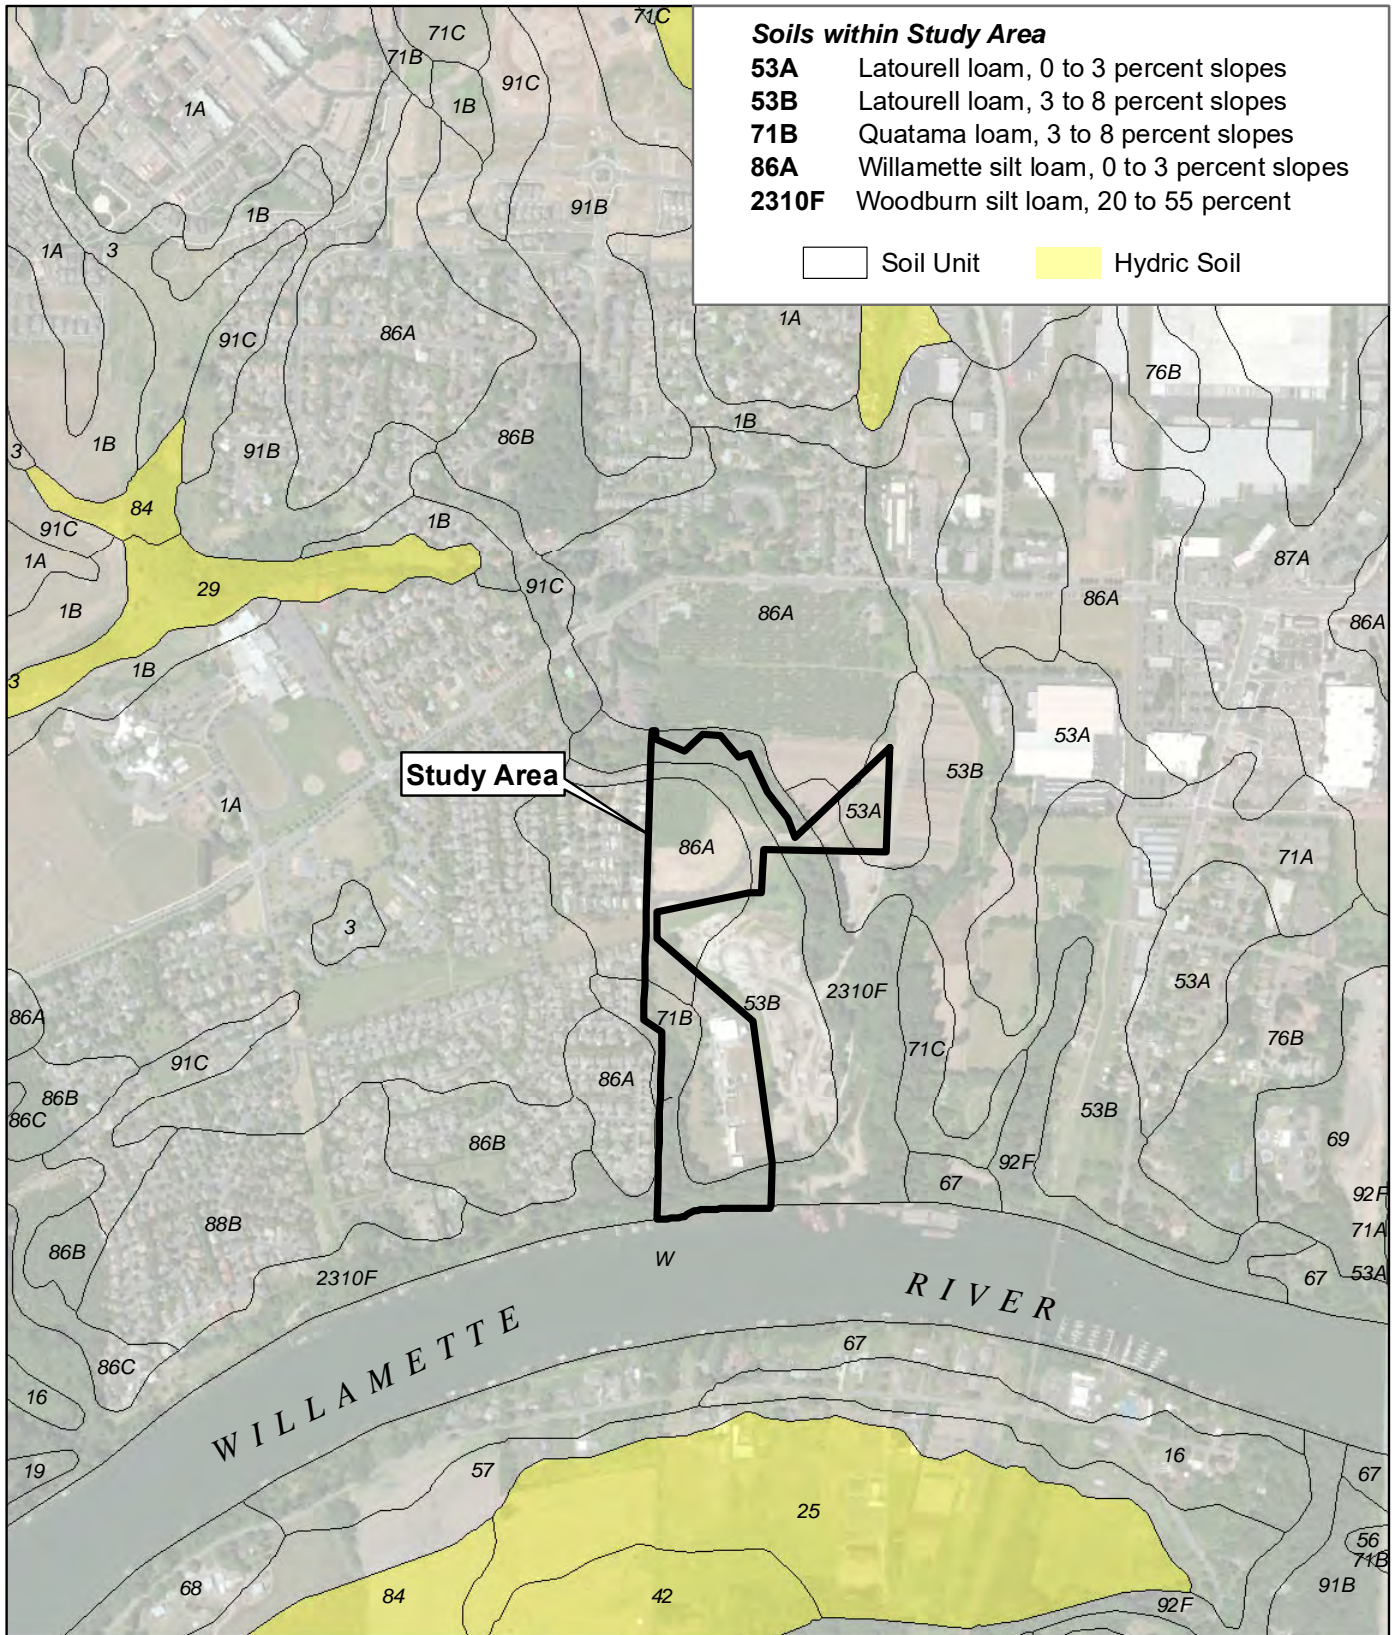 Soils within Study Area
53A Latourell loam, 0 to 3 percent slopes
53B Latourell loam, 3 to 8 percent slopes
71B Quatama loam, 3 to 8 percent slopes
86A Willamette silt loam, 0 to 3 percent slopes
2310F Woodburn silt loam, 20 to 55 percent
Soil Unit Hydric Soil
71C
71C
71B
91C
1A
1B
91B
1B
1A
3
1A
91C
86A
76B
1B
86B
1B
91B
3
84
91C
1B
1A
87A
29
91C
86A
86A
1B
86A
1B
3
53A
53B
Study Area
1A
53A
86A
71A
3
53A
2310F
53B
86A
71B
76B
91C
71C
86A
86B
86C
53B
86B
69
92F
67
92F
88B
71A
86B
W
2310F
67
53A
RIVER
WILLAMETTE
67
86C
16
16
57
19
67
25
56
71B
68
84
42
91B
92F